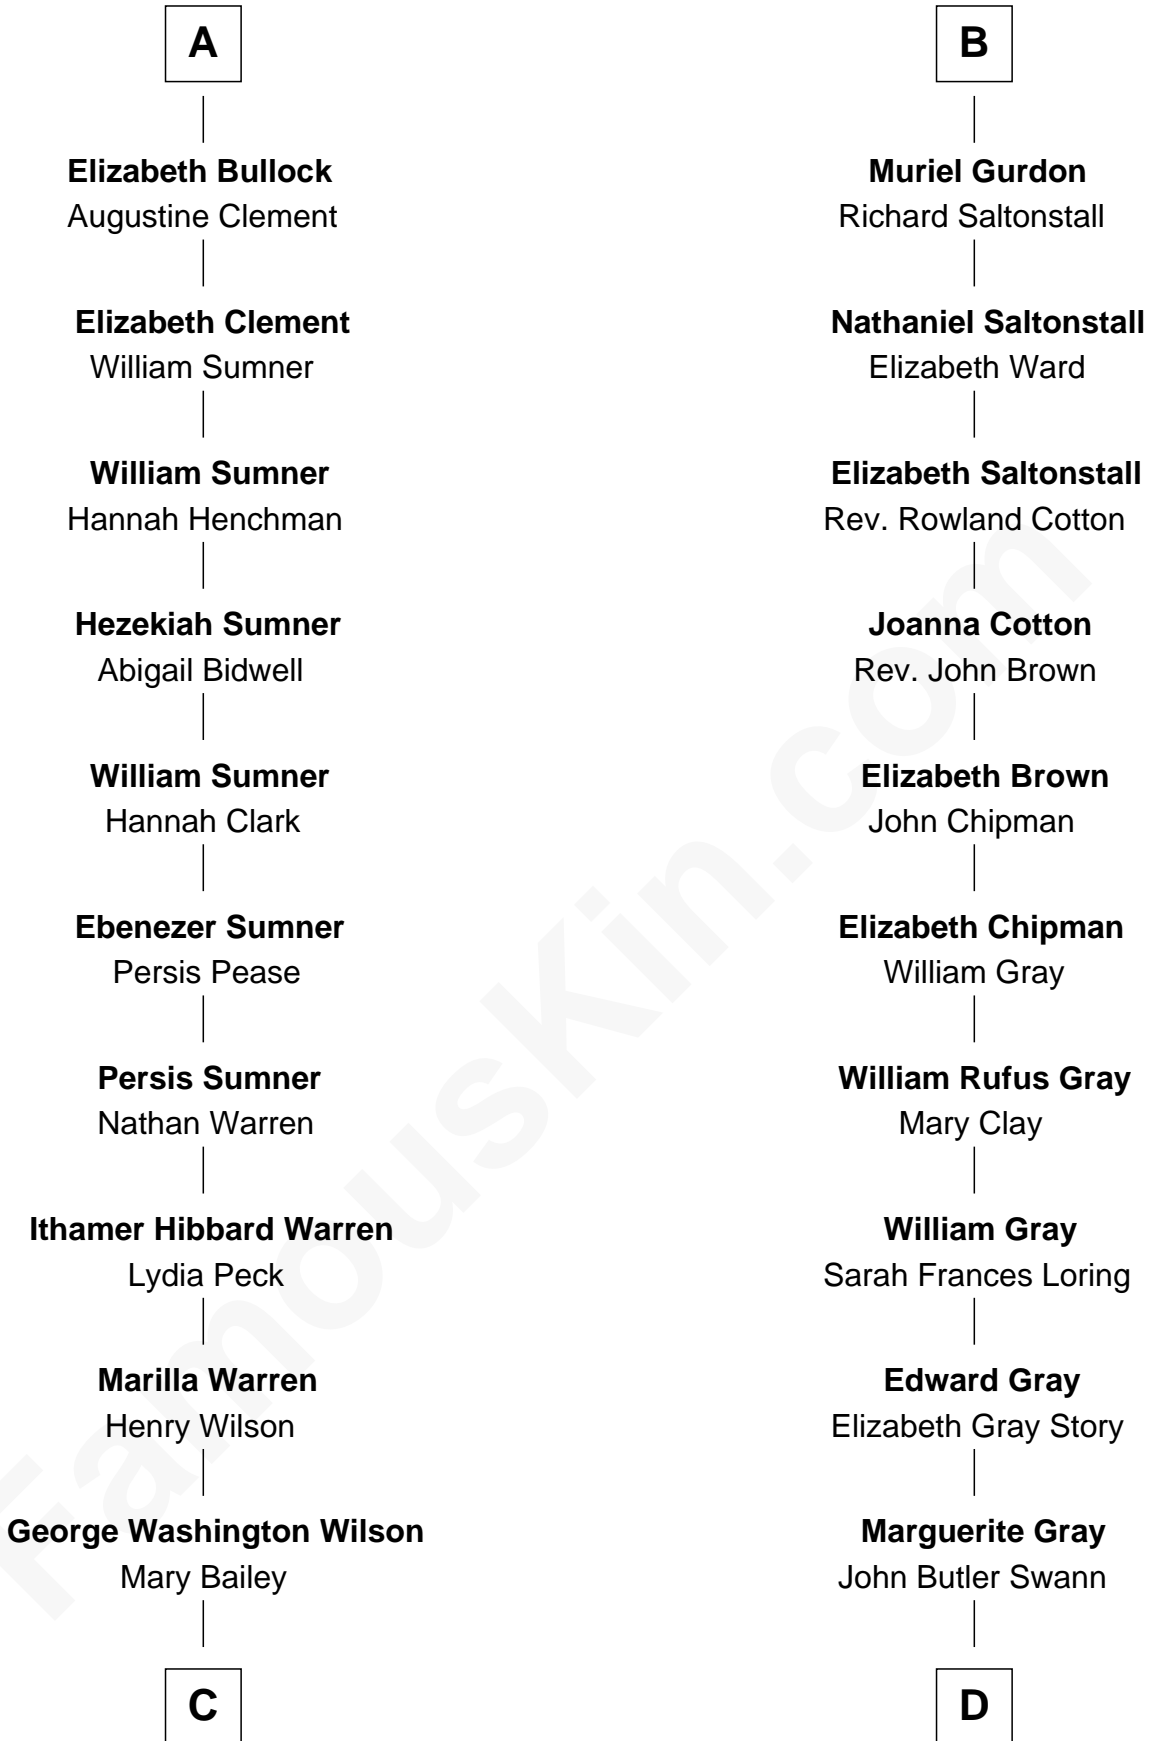 A
Elizabeth Bullock
Augustine Clement
Elizabeth Clement
William Sumner
William Sumner
Hannah Henchman
Hezekiah Sumner
Abigail Bidwell
William Sumner
Hannah Clark
Ebenezer Sumner
Persis Pease
Persis Sumner
Nathan Warren
Ithamer Hibbard Warren
Lydia Peck
Marilla Warren
Henry Wilson
George Washington Wilson
Mary Bailey
C
B
Muriel Gurdon
Richard Saltonstall
Nathaniel Saltonstall
Elizabeth Ward
Elizabeth Saltonstall
Rev. Rowland Cotton
Joanna Cotton
Rev. John Brown
Elizabeth Brown
John Chipman
Elizabeth Chipman
William Gray
William Rufus Gray
Mary Clay
William Gray
Sarah Frances Loring
Edward Gray
Elizabeth Gray Story
Marguerite Gray
John Butler Swann
D
FamousKin.com